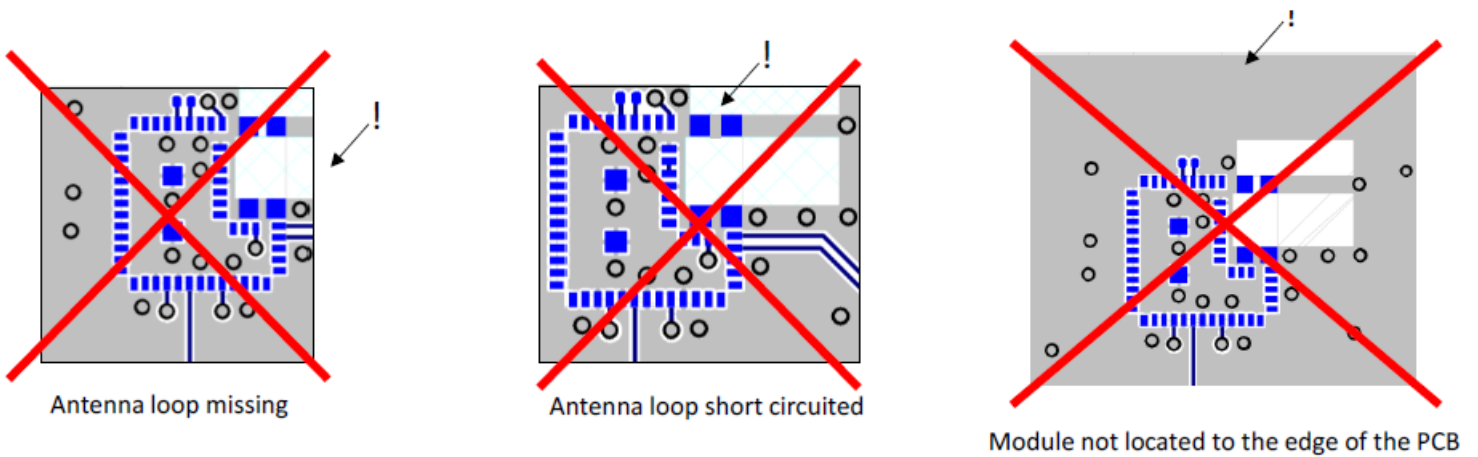 !
!
!
Antenna loop missing
Antenna loop short circuited
Module not located to the edge of the PCB